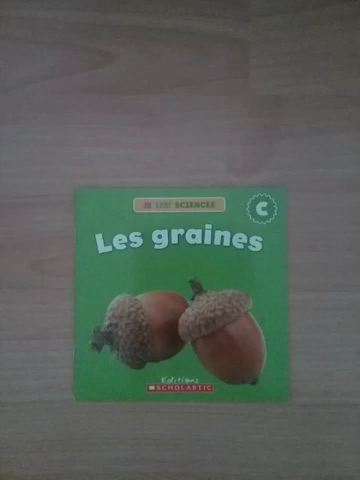 JE LIS! SCIENCES
C
Les graines
Éditions
SCHOLASTIC